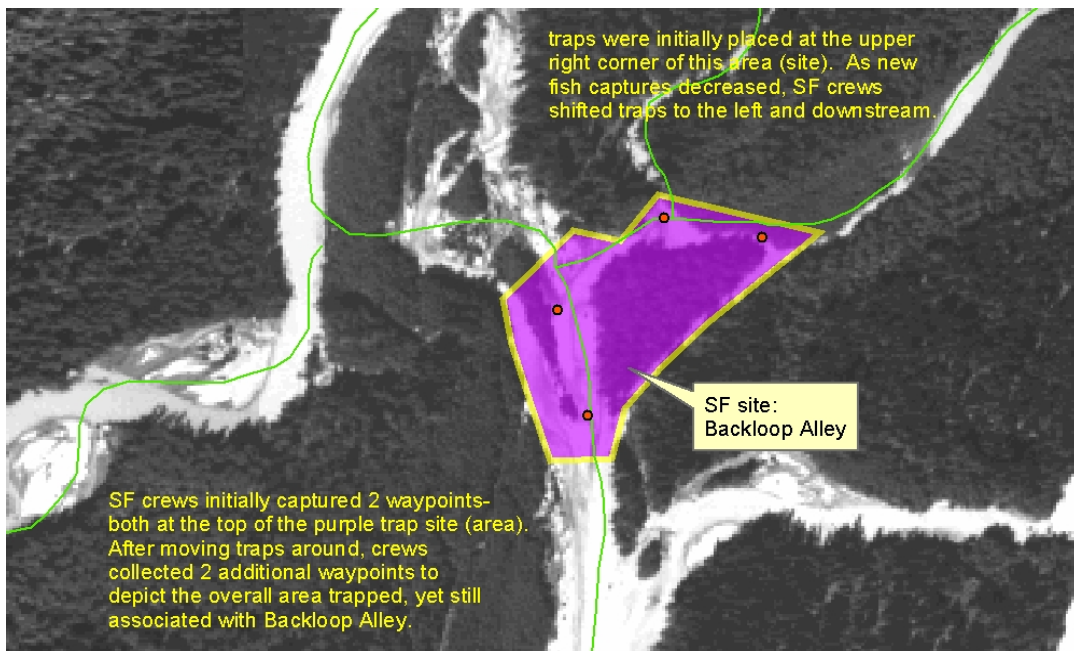 traps were initially placed at the upper
right corner of this area (site).  As new
fish captures decreased, SF crews
shifted traps to the left and downstream.
SF site:
Backloop Alley
SF crews initially captured 2 waypoints-
both at the top of the purple trap site (area).
After moving traps around, crews
collected 2 additional waypoints to
depict the overall area trapped, yet still
associated with Backloop Alley.